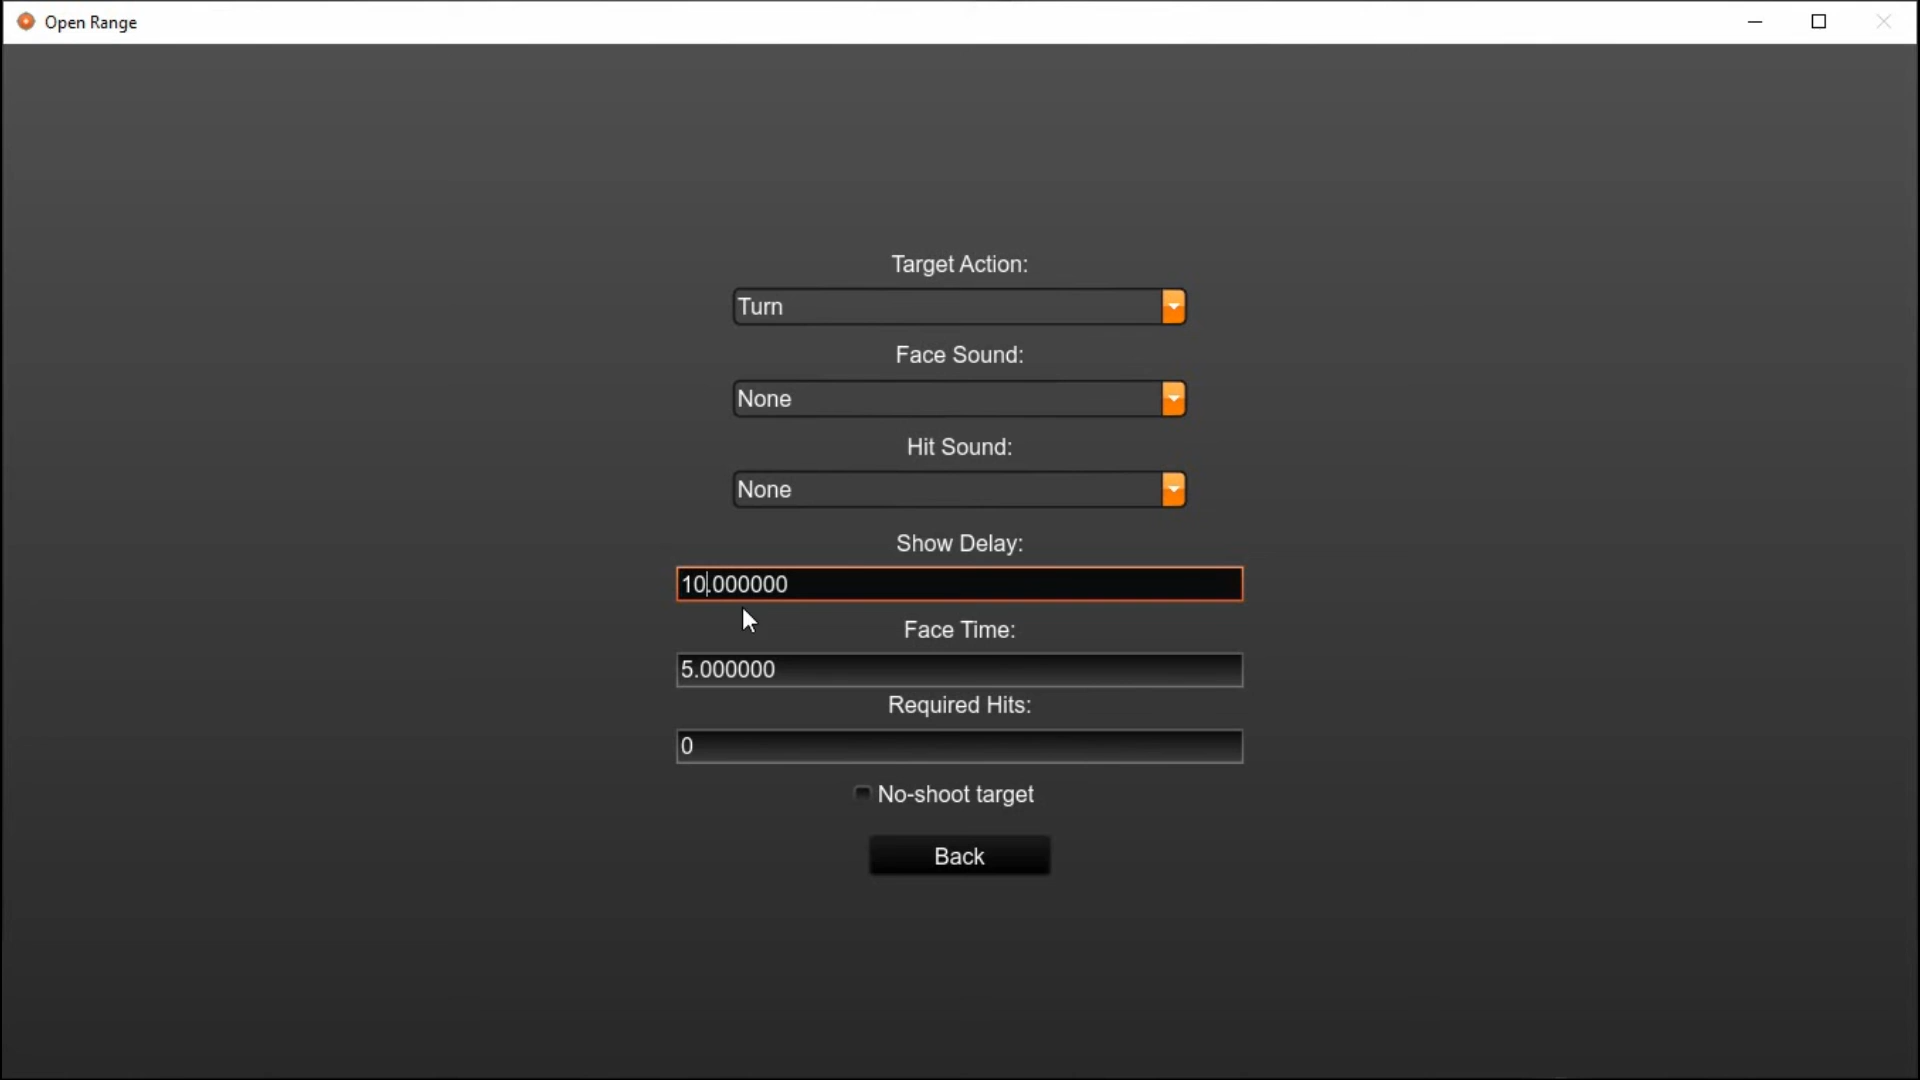 Open Range
Target Action:
Turn
Face Sound:
None
Hit Sound:
None
Show Delay:
10.000000
Face Time:
5.000000
Required Hits:
0
No-shoot target
Back